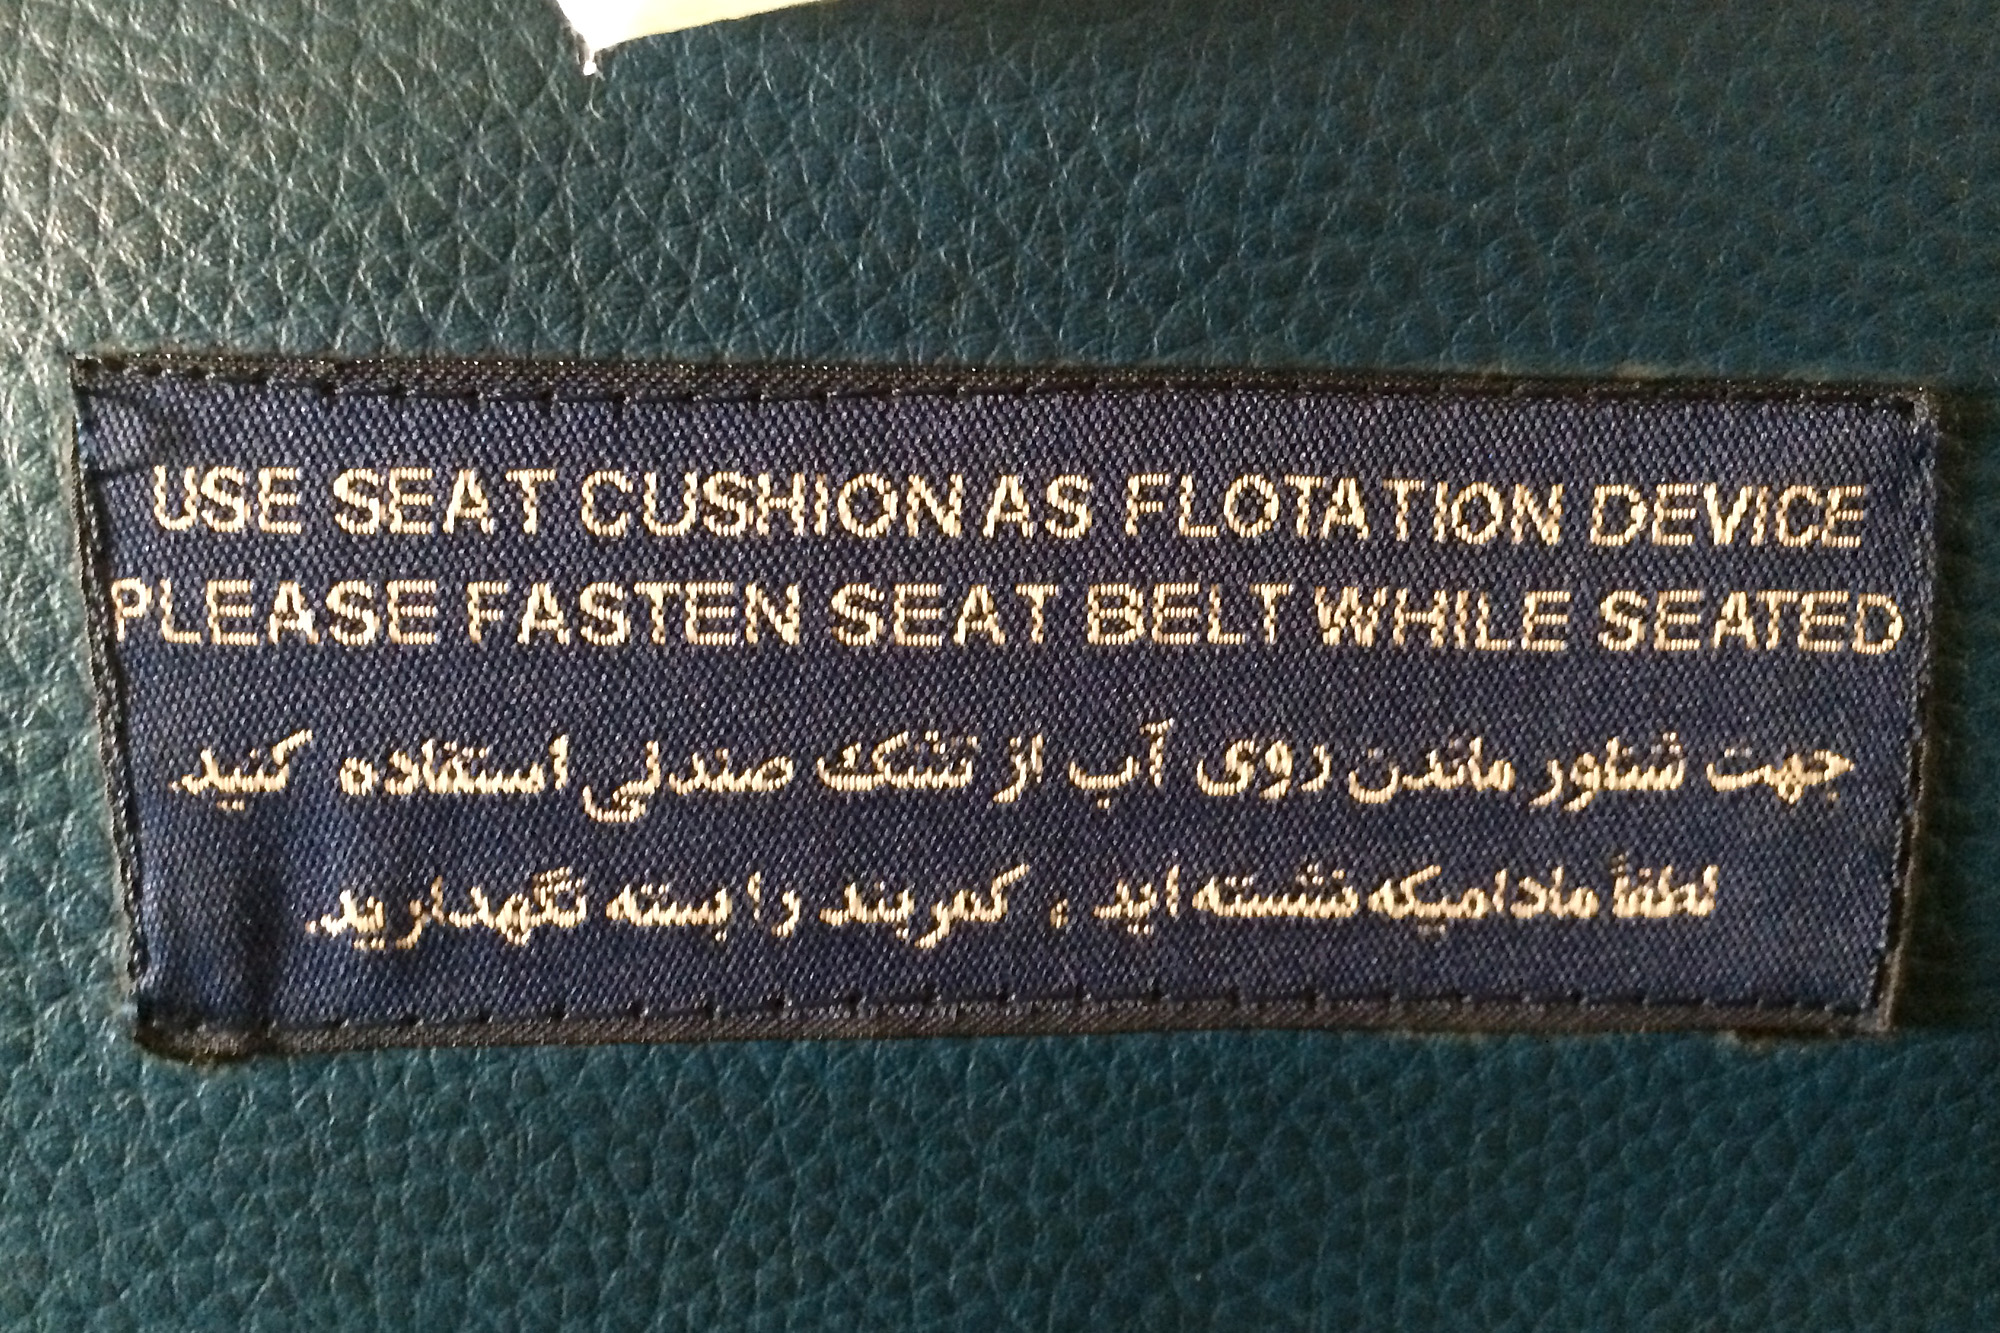 USE SEAT CUSHION AS FLOTATION DEVICE
PLEASE FASTEN SEAT BELT WHILE SEATED
جهت شناور ماندن روی آب از تشک صندلی استفاده کنید.
لطفاً مادامیکه نشسته اید ، کمربند را بسته نگهدارید.